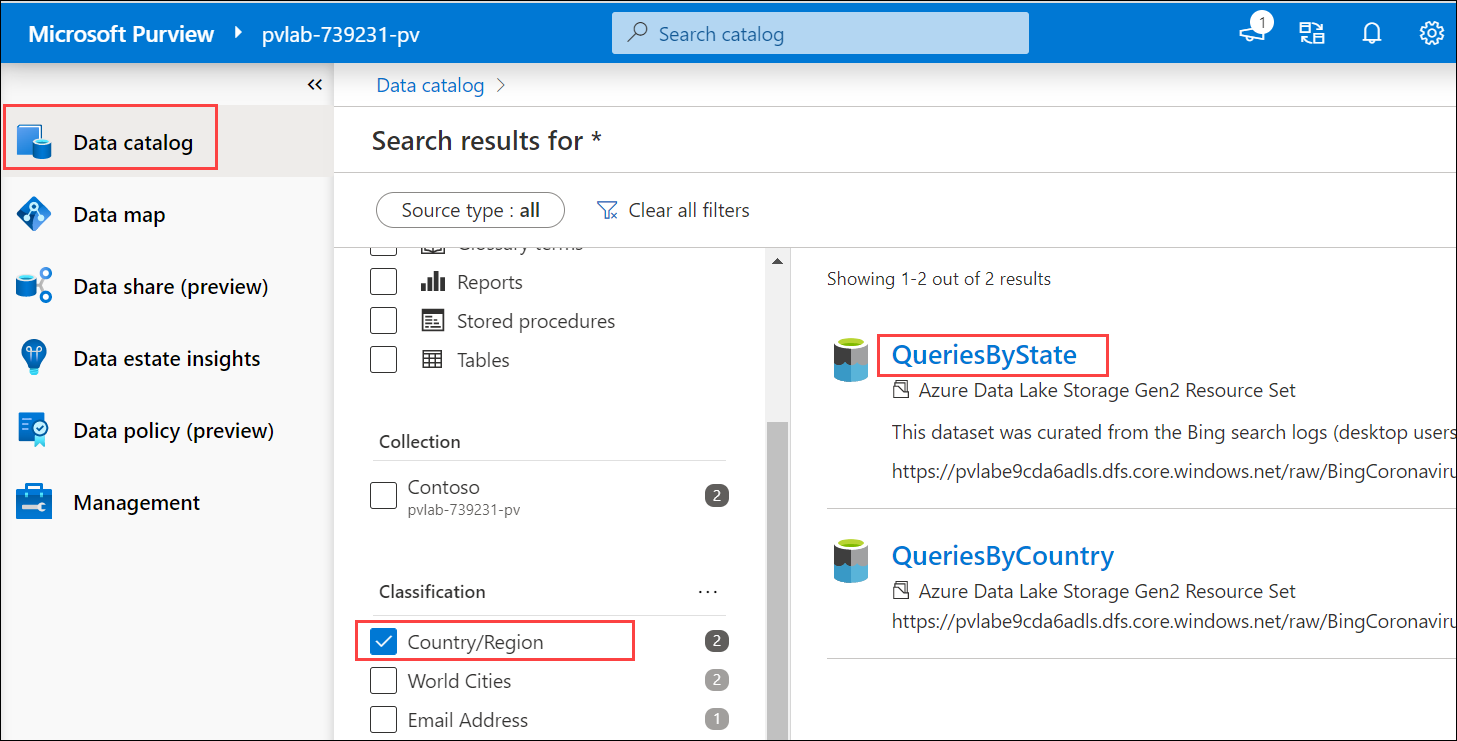 Microsoft Purview pvlab-739231-pv
Search catalog
1
Data catalog
Data map
Data share (preview)
Data estate insights
Data policy (preview)
Management
Data catalog
Search results for *
Source type : all
Clear all filters
Glossary terms
Reports
Stored procedures
Tables
Collection
Contoso 2
pvlab-739231-pv
Classification ...
Country/Region 2
World Cities 2
Email Address 1
Showing 1-2 out of 2 results
QueriesByState
Azure Data Lake Storage Gen2 Resource Set
This dataset was curated from the Bing search logs (desktop users
https://pvlabe9cda6adls.dfs.core.windows.net/raw/BingCoronaviru
QueriesByCountry
Azure Data Lake Storage Gen2 Resource Set
https://pvlabe9cda6adls.dfs.core.windows.net/raw/BingCoronaviru